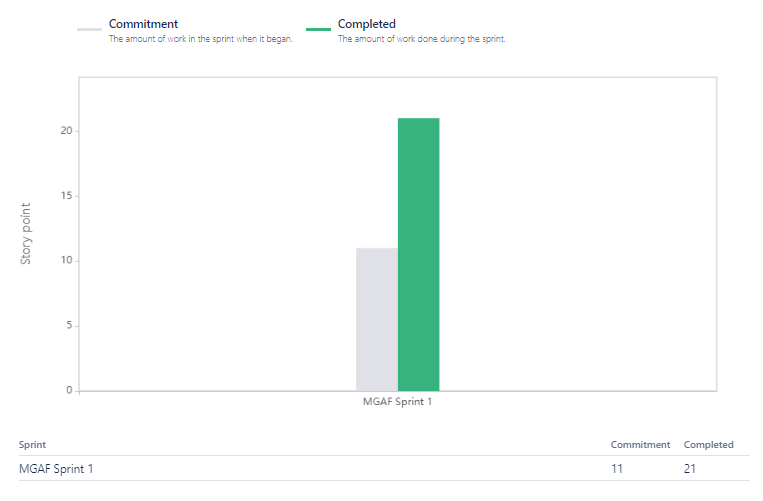 Commitment
The amount of work in the sprint when it began.
Completed
The amount of work done during the sprint.
20
15
10
5
0
Story point
MGAF Sprint 1
Sprint Commitment Completed
MGAF Sprint 1 11 21